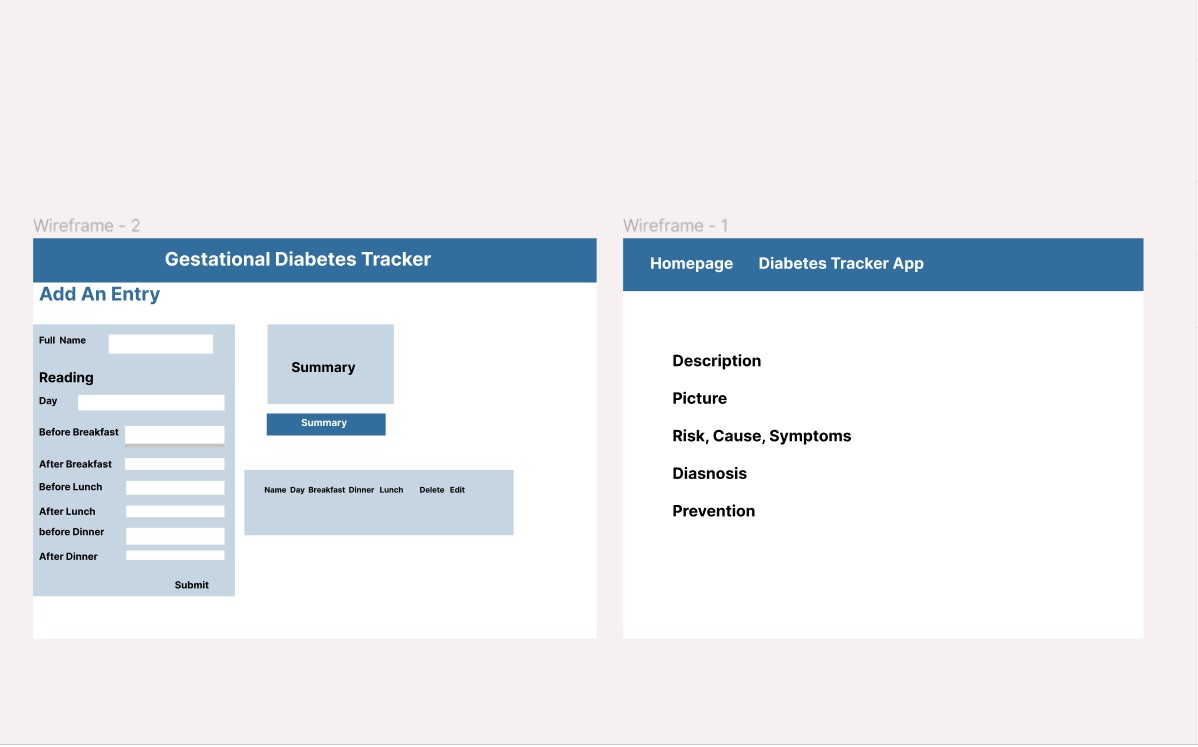 Wireframe - 2
Gestational Diabetes Tracker
Add An Entry
Full Name
Reading
Day
Before Breakfast
After Breakfast
Before Lunch
After Lunch
before Dinner
After Dinner
Submit
Summary
Summary
Name Day Breakfast Dinner Lunch Delete Edit
Wireframe - 1
Homepage Diabetes Tracker App
Description
Picture
Risk, Cause, Symptoms
Diasnosis
Prevention